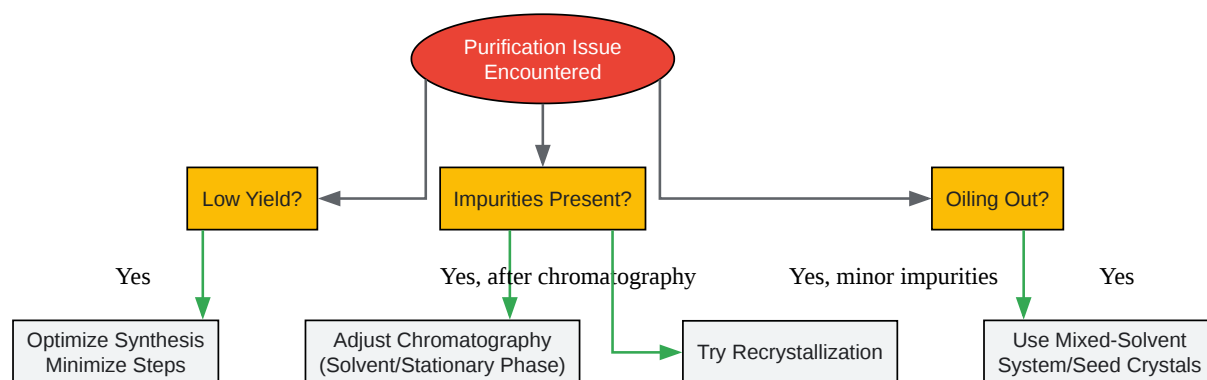 Purification Issue
Encountered
Low Yield?
Impurities Present?
Oiling Out?
Yes
Yes, after chromatography
Yes, minor impurities
Yes
Optimize Synthesis
Minimize Steps
Adjust Chromatography
(Solvent/Stationary Phase)
Try Recrystallization
Use Mixed-Solvent
System/Seed Crystals